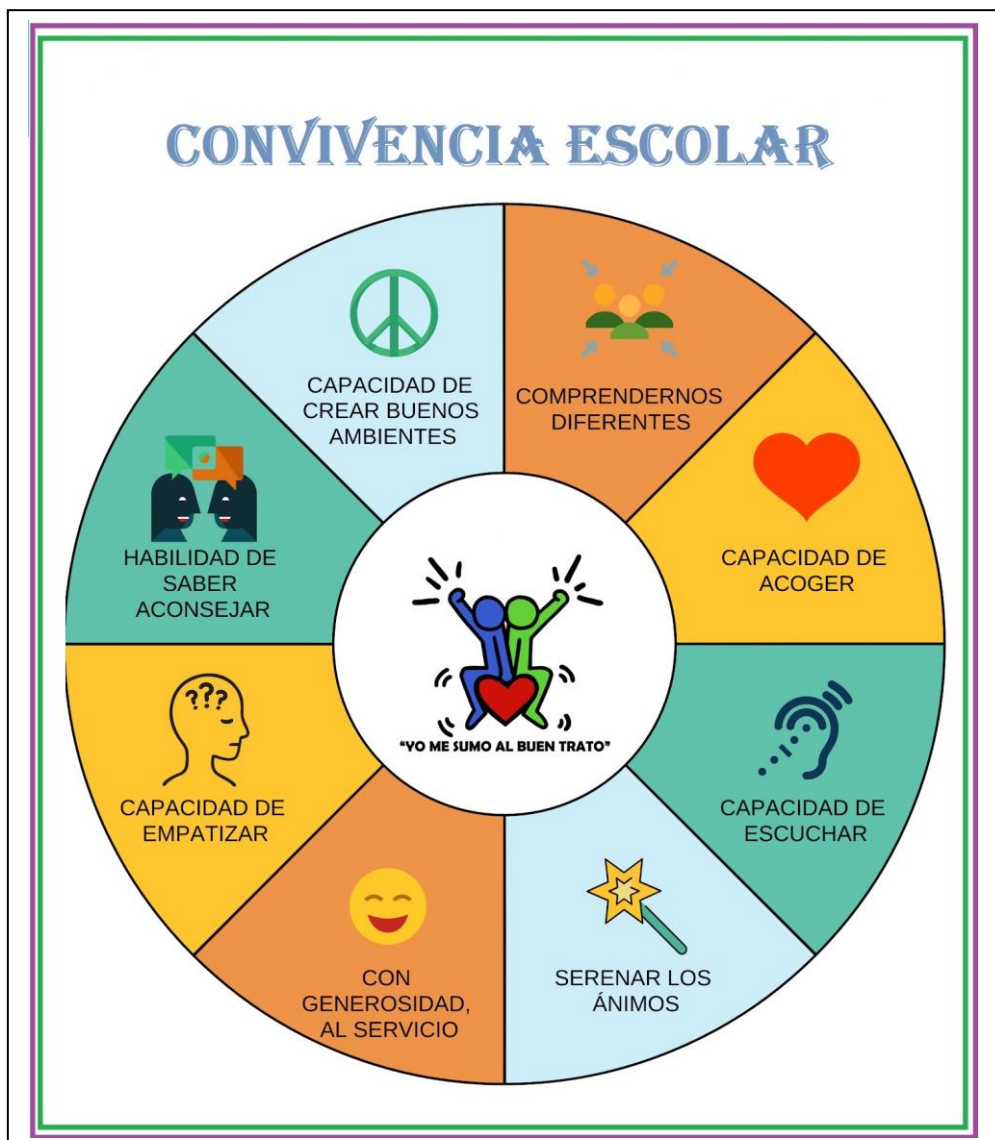 CONVIVENCIA ESCOLAR
CAPACIDAD DE
CREAR BUENOS
AMBIENTES
COMPRENDERNOS
DIFERENTES
CAPACIDAD DE
ACOGER
CAPACIDAD DE
ESCUCHAR
SERENAR LOS
ÁNIMOS
CON
GENEROSIDAD,
AL SERVICIO
???
CAPACIDAD DE
EMPATIZAR
HABILIDAD DE
SABER
ACONSEJAR
"YO ME SUMO AL BUEN TRATO"